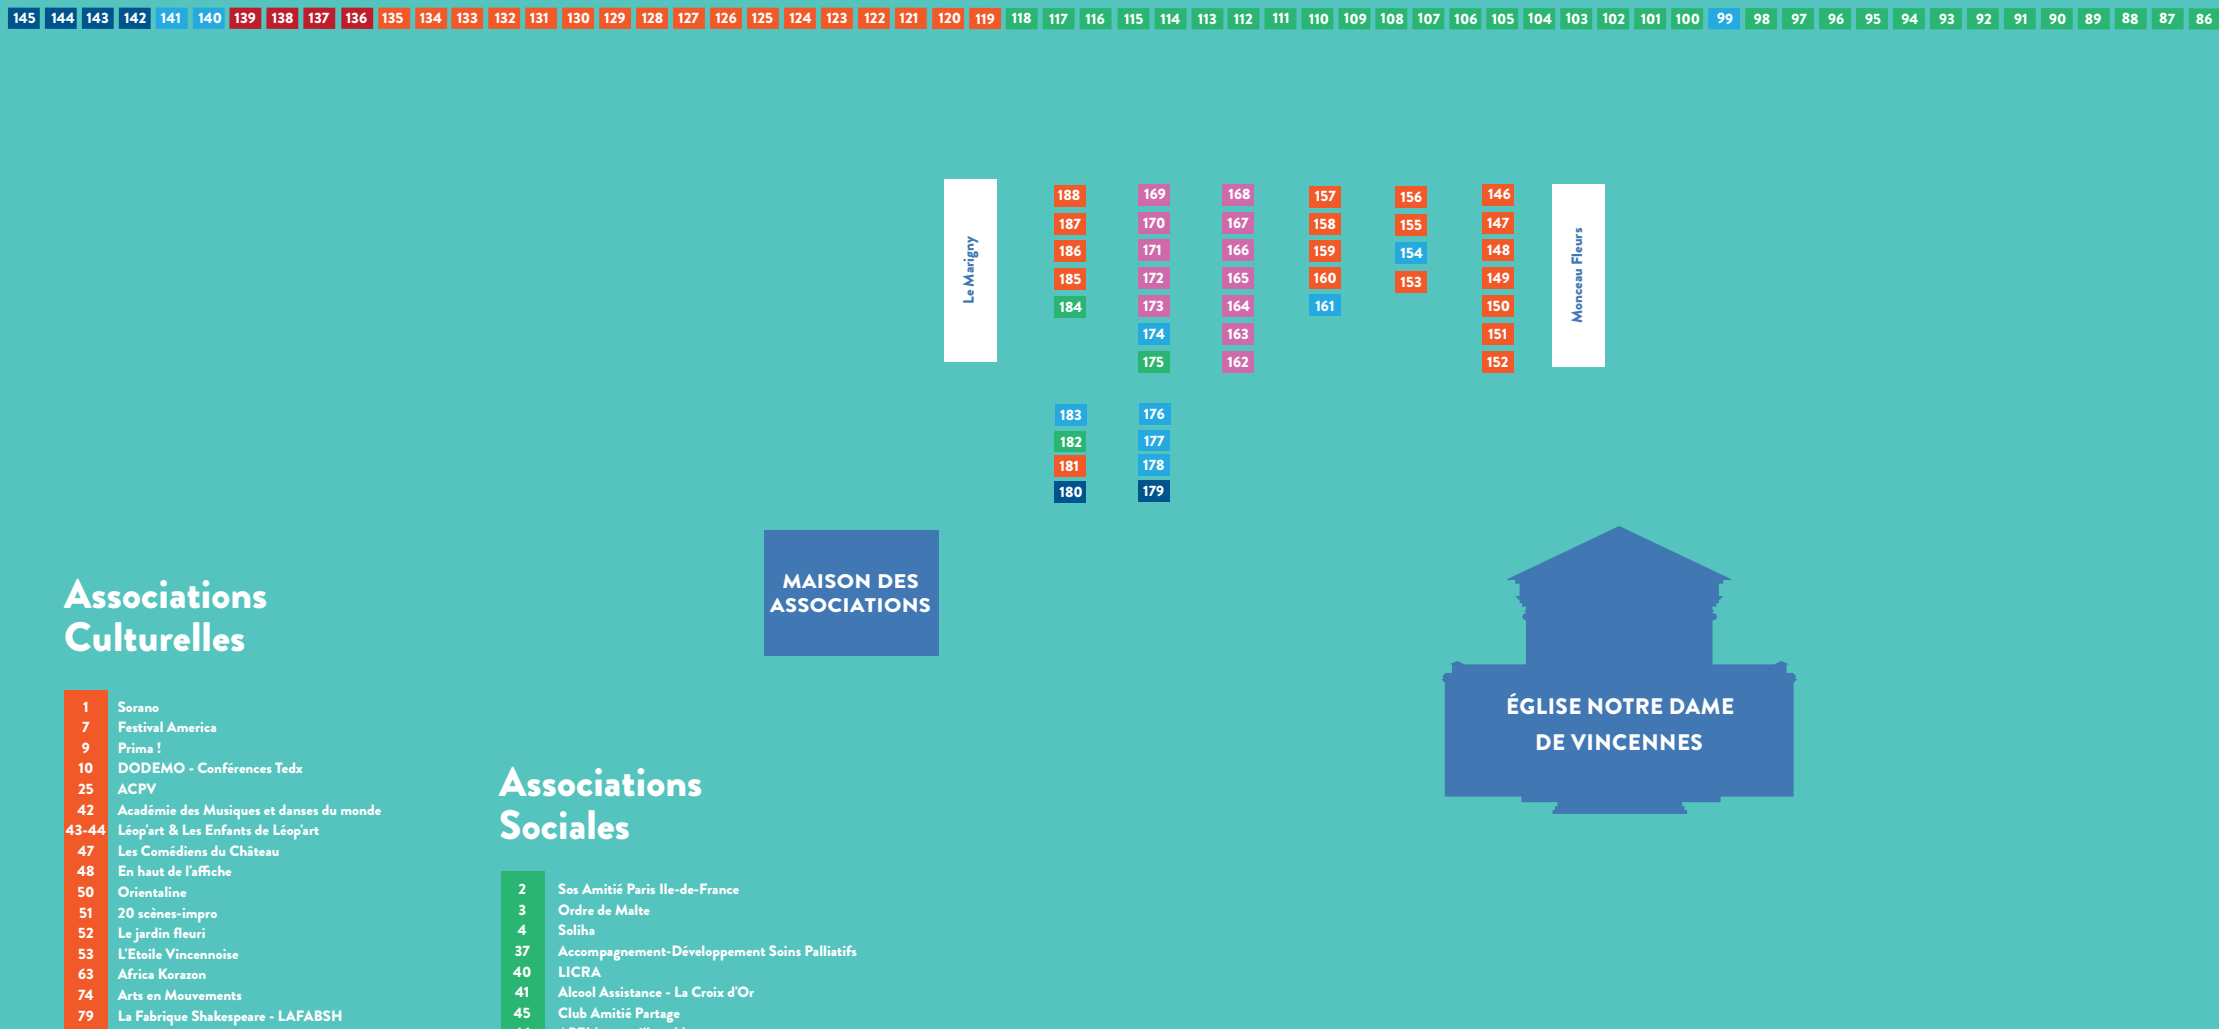 145 144 143 142 141 140 139 138 137 136 135 134 133 132 131 130 129 128 127 126 125 124 123 122 121 120 119 118 117 116 115 114 113 112 111 110 109 108 107 106 105 104 103 102 101 100 99 98 97 96 95 94 93 92 91 90 89 88 87 86
Le Marigny
188 169 168 157 156 146
187 170 167 158 155 147
186 171 166 159 154 148
185 172 165 160 153 149
184 173 164 161 150
174 163 151
175 162 152
Monceau Fleurs
183 176
182 177
181 178
180 179
MAISON DES
ASSOCIATIONS
ÉGLISE NOTRE DAME
DE VINCENNES
Associations
Culturelles
1 Sorano
7 Festival America
9 Prima !
10 DODEMO - Conférences Tedx
25 ACPV
42 Académie des Musiques et danses du monde
43-44 Léop'art & Les Enfants de Léop'art
47 Les Comédiens du Château
48 En haut de l'affiche
50 Orientaline
51 20 scènes-impro
52 Le jardin fleuri
53 L'Etoile Vincennoise
63 Africa Korazon
74 Arts en Mouvements
79 La Fabrique Shakespeare - LAFABSH
Associations
Sociales
2 Sos Amitié Paris Ile-de-France
3 Ordre de Malte
4 Soliha
37 Accompagnement-Développement Soins Palliatifs
40 LICRA
41 Alcool Assistance - La Croix d'Or
45 Club Amitié Partage